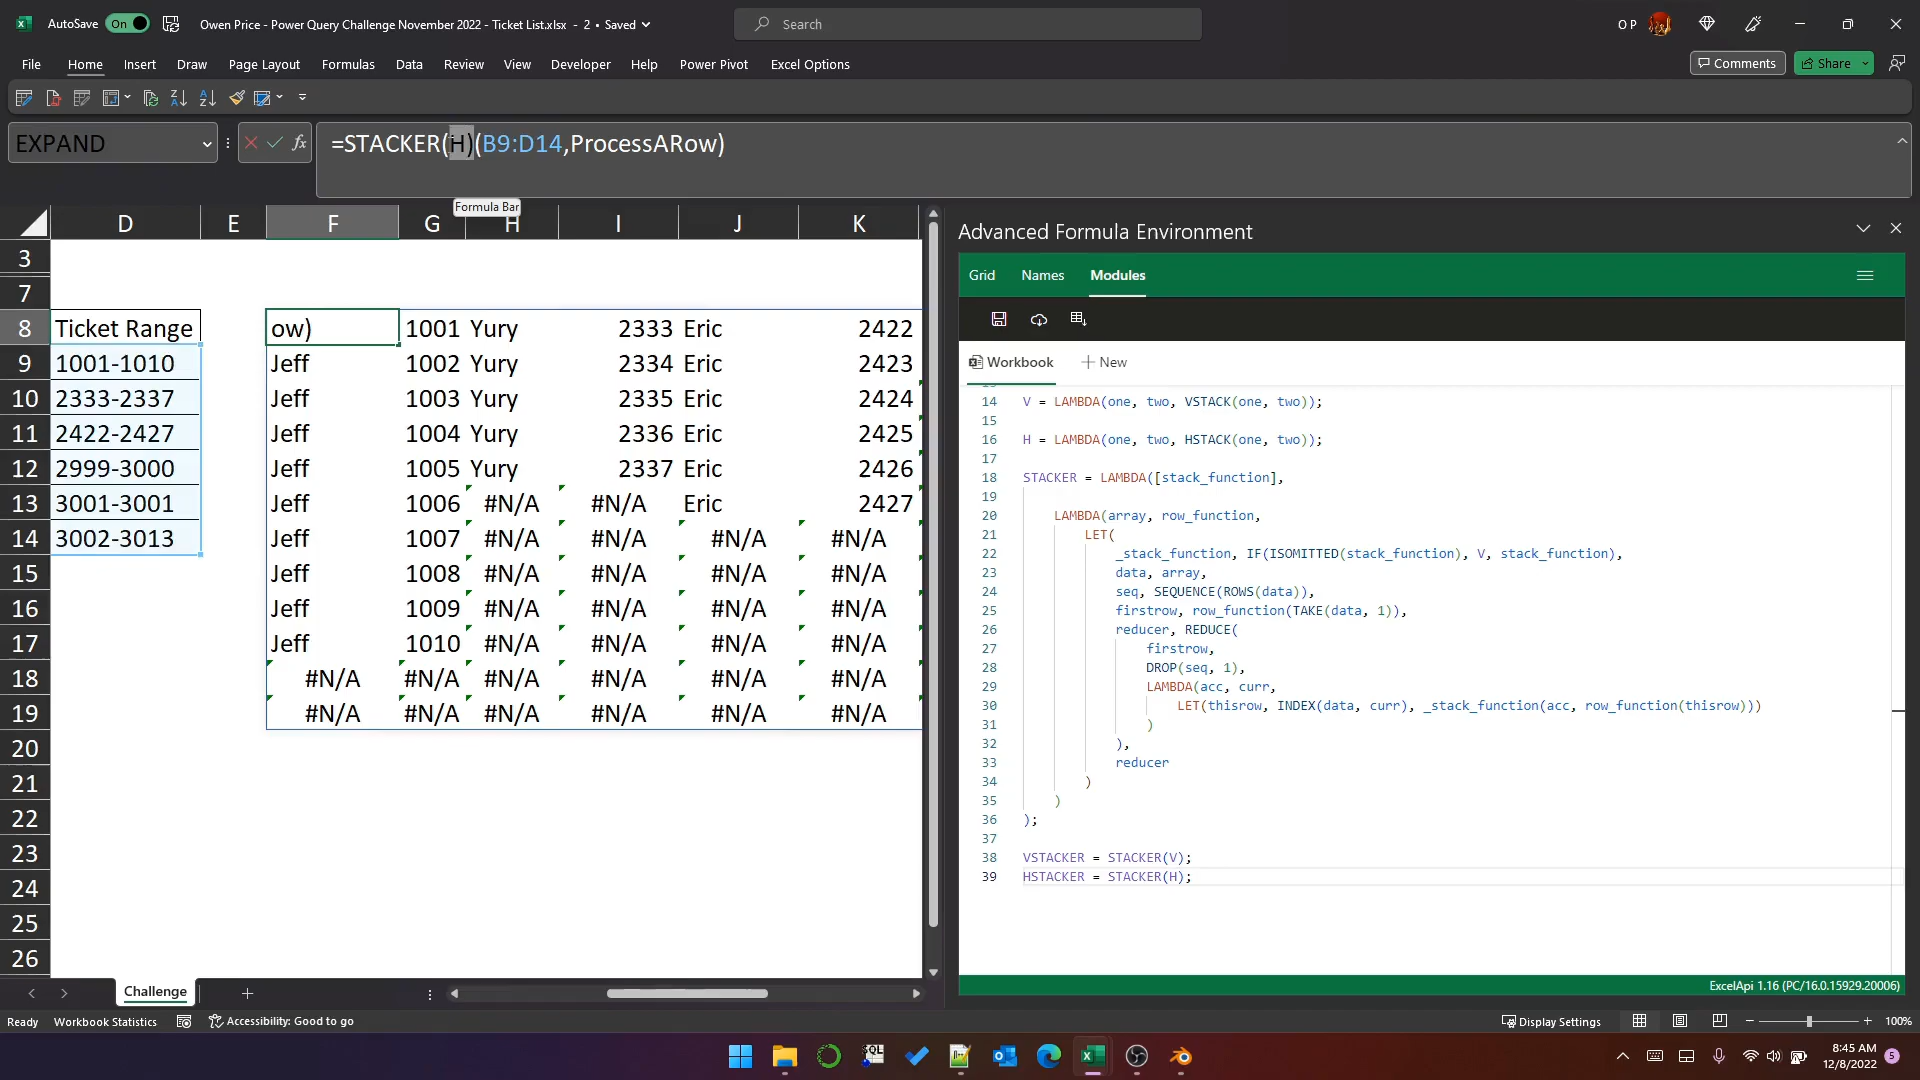 AutoSave On Owen Price - Power Query Challenge November 2022 - Ticket List.xlsx - 2 • Saved Search O P
File Home Insert Draw Page Layout Formulas Data Review View Developer Help Power Pivot Excel Options Comments Share
EXPAND fx =STACKER(H)(B9:D14,ProcessARow)
Formula Bar
D E F G H I J K
3
7
8 Ticket Range ow) 1001 Yury 2333 Eric 2422
9 1001-1010 Jeff 1002 Yury 2334 Eric 2423
10 2333-2337 Jeff 1003 Yury 2335 Eric 2424
11 2422-2427 Jeff 1004 Yury 2336 Eric 2425
12 2999-3000 Jeff 1005 Yury 2337 Eric 2426
13 3001-3001 Jeff 1006 #N/A #N/A Eric 2427
14 3002-3013 Jeff 1007 #N/A #N/A #N/A #N/A
15 Jeff 1008 #N/A #N/A #N/A #N/A
16 Jeff 1009 #N/A #N/A #N/A #N/A
17 Jeff 1010 #N/A #N/A #N/A #N/A
18 #N/A #N/A #N/A #N/A #N/A #N/A
19 #N/A #N/A #N/A #N/A #N/A #N/A
20
21
22
23
24
25
26
Challenge
Advanced Formula Environment
Grid Names Modules
Workbook + New
14 V = LAMBDA(one, two, VSTACK(one, two));
15
16 H = LAMBDA(one, two, HSTACK(one, two));
17
18 STACKER = LAMBDA([stack_function],
19
20 LAMBDA(array, row_function,
21 LET(
22 _stack_function, IF(ISOMITTED(stack_function), V, stack_function),
23 data, array,
24 seq, SEQUENCE(ROWS(data)),
25 firstrow, row_function(TAKE(data, 1)),
26 reducer, REDUCE(
27 firstrow,
28 DROP(seq, 1),
29 LAMBDA(acc, curr,
30 LET(thisrow, INDEX(data, curr), _stack_function(acc, row_function(thisrow)))
31 )
32 ),
33 reducer
34 )
35 )
36 );
37
38 VSTACKER = STACKER(V);
39 HSTACKER = STACKER(H);
ExcelApi 1.16 (PC/16.0.15929.20006)
Ready Workbook Statistics Accessibility: Good to go Display Settings 100%
SQL
8:45 AM
12/8/2022 5